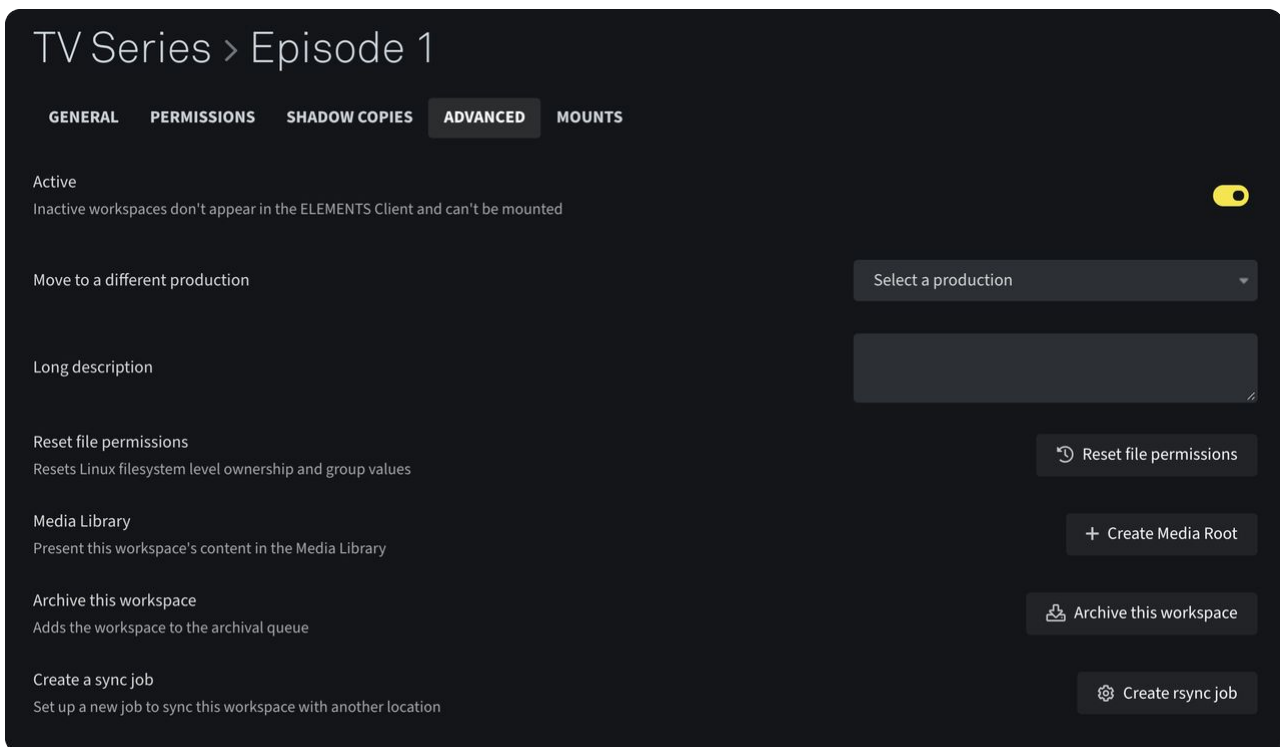 TV Series > Episode 1
GENERAL PERMISSIONS SHADOW COPIES ADVANCED MOUNTS
Active
Inactive workspaces don't appear in the ELEMENTS Client and can't be mounted
Move to a different production
Select a production
Long description
Reset file permissions
Resets Linux filesystem level ownership and group values
Reset file permissions
Media Library
Present this workspace's content in the Media Library
+ Create Media Root
Archive this workspace
Adds the workspace to the archival queue
Archive this workspace
Create a sync job
Set up a new job to sync this workspace with another location
Create rsync job